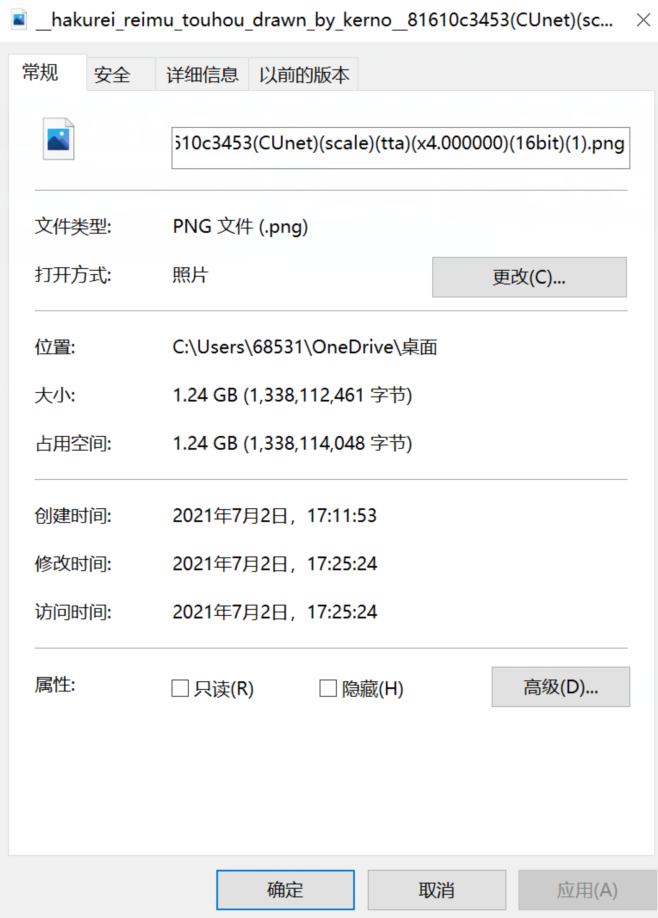 __hakurei_reimu_touhou_drawn_by_kerno__81610c3453(CUnet)(sc...
常规 安全 详细信息 以前的版本
610c3453(CUnet)(scale)(tta)(x4.000000)(16bit)(1).png
文件类型: PNG 文件 (.png)
打开方式: 照片 更改(C)...
位置: C:\Users\68531\OneDrive\桌面
大小: 1.24 GB (1,338,112,461 字节)
占用空间: 1.24 GB (1,338,114,048 字节)
创建时间: 2021年7月2日，17:11:53
修改时间: 2021年7月2日，17:25:24
访问时间: 2021年7月2日，17:25:24
属性: 只读(R) 隐藏(H) 高级(D)...
确定 取消 应用(A)